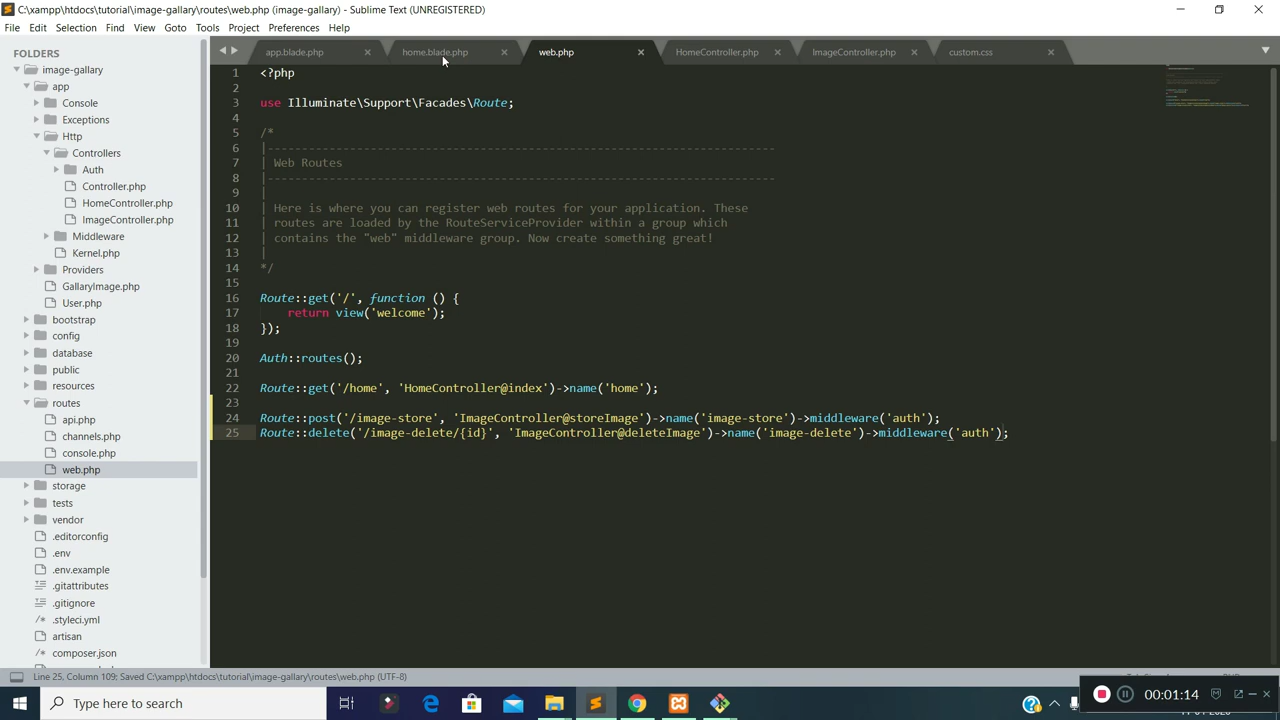 C:\xampp\htdocs\tutorial\image-gallary\routes\web.php (image-gallary) - Sublime Text (UNREGISTERED)
File Edit Selection Find View Goto Tools Project Preferences Help
FOLDERS
image-gallary
app
Console
Exceptions
Http
Controllers
Auth
Controller.php
HomeController.php
ImageController.php
Middleware
Kernel.php
Providers
GallaryImage.php
User.php
bootstrap
config
database
public
resources
routes
api.php
channels.php
console.php
web.php
storage
tests
vendor
.editorconfig
.env
.env.example
.gitattributes
.gitignore
.styleci.yml
artisan
composer.json
app.blade.php home.blade.php web.php HomeController.php ImageController.php custom.css
1 <?php
2
3 use Illuminate\Support\Facades\Route;
4
5 /*
6 |--------------------------------------------------------------------------
7 | Web Routes
8 |--------------------------------------------------------------------------
9 |
10 | Here is where you can register web routes for your application. These
11 | routes are loaded by the RouteServiceProvider within a group which
12 | contains the "web" middleware group. Now create something great!
13 |
14 */
15
16 Route::get('/', function () {
17 return view('welcome');
18 });
19
20 Auth::routes();
21
22 Route::get('/home', 'HomeController@index')->name('home');
23
24 Route::post('/image-store', 'ImageController@storeImage')->name('image-store')->middleware('auth');
25 Route::delete('/image-delete/{id}', 'ImageController@deleteImage')->name('image-delete')->middleware('auth');
Line 25, Column 109; Saved C:\xampp\htdocs\tutorial\image-gallary\routes\web.php (UTF-8)
Type here to search
00:01:14